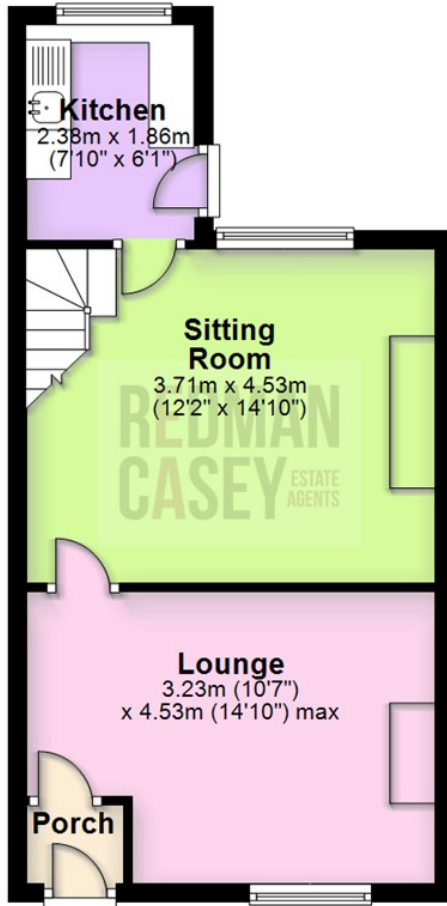 Kitchen
2.38m x 1.86m
(7'10" x 6'1")
Sitting
Room
3.71m x 4.53m
(12'2" x 14'10")
REDMAN
CASEY ESTATE
AGENTS
Lounge
3.23m (10'7")
x 4.53m (14'10") max
Porch